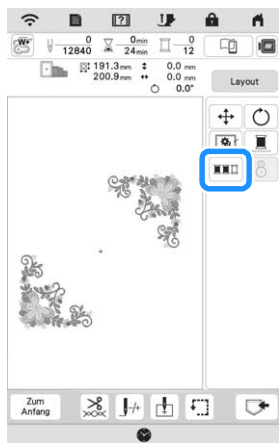 W+
0
12840
0min
24min
0
12
191.3mm
0.0 mm
200.9mm
0.0 mm
0.0°
Layout
Zum
Anfang